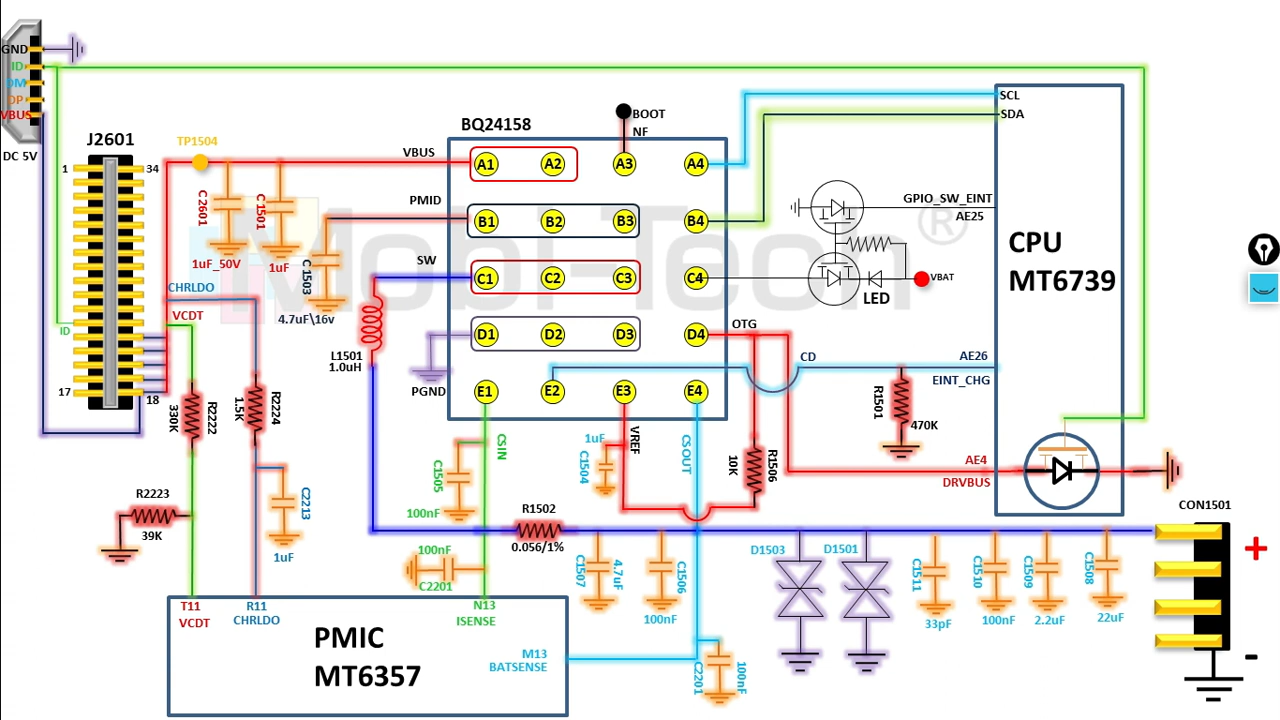 GND
ID
DM
DP
VBUS
DC 5V
J2601
1
34
17
18
ID
TP1504
VBUS
C2601
1uF_50V
C1501
1uF
PMID
C1503
4.7uF\16v
SW
L1501
1.0uH
PGND
CHRLDO
VCDT
R2222
330K
R2224
1.5K
R2223
39K
C2213
1uF
BQ24158
BOOT
NF
A1
A2
A3
A4
B1
B2
B3
B4
C1
C2
C3
C4
D1
D2
D3
D4
E1
E2
E3
E4
Mobi-Tech ®
SCL
SDA
GPIO_SW_EINT
AE25
LED
VBAT
CPU
MT6739
OTG
CD
AE26
EINT_CHG
R1501
470K
AE4
DRVBUS
CSIN
C1505
100nF
1uF
C1504
VREF
CSOUT
10K
R1506
R1502
0.056/1%
100nF
C2201
C1507
4.7uF
C1506
100nF
D1503
D1501
C1511
33pF
C1510
100nF
C1509
2.2uF
C1508
22uF
CON1501
+
-
T11
VCDT
R11
CHRLDO
N13
ISENSE
PMIC
MT6357
M13
BATSENSE
C2201
100nF